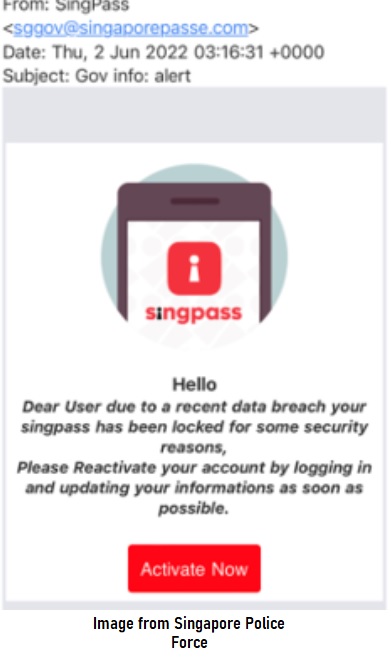 From: SingPass
<sggov@singaporepasse.com>
Date: Thu, 2 Jun 2022 03:16:31 +0000
Subject: Gov info: alert
singpass
Hello
Dear User due to a recent data breach your
singpass has been locked for some security
reasons,
Please Reactivate your account by logging in
and updating your informations as soon as
possible.
Activate Now
Image from Singapore Police
Force